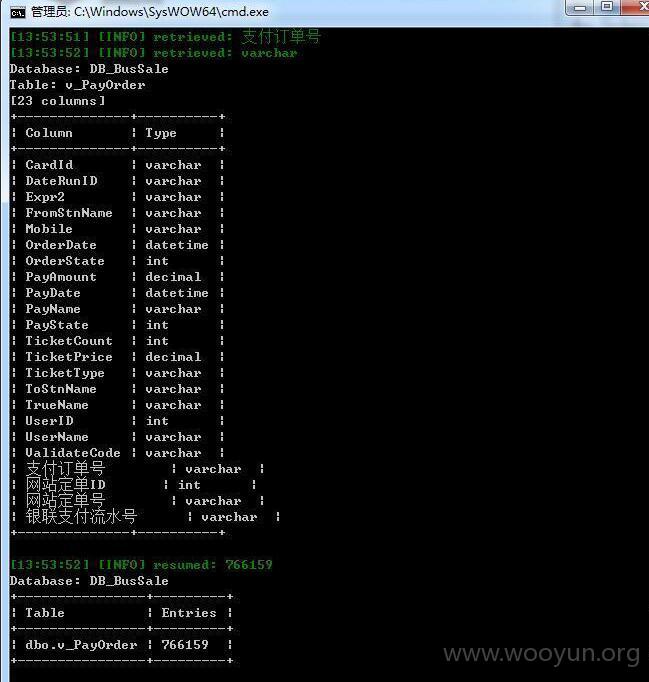 管理员: C:\Windows\SysWOW64\cmd.exe
[13:53:51] [INFO] retrieved: 支付订单号
[13:53:52] [INFO] retrieved: varchar
Database: DB_BusSale
Table: v_PayOrder
[23 columns]
+--------------+----------+
| Column | Type |
+--------------+----------+
| CardId | varchar |
| DateRunID | varchar |
| Expr2 | varchar |
| FromStnName | varchar |
| Mobile | varchar |
| OrderDate | datetime |
| OrderState | int |
| PayAmount | decimal |
| PayDate | datetime |
| PayName | varchar |
| PayState | int |
| TicketCount | int |
| TicketPrice | decimal |
| TicketType | varchar |
| ToStnName | varchar |
| TrueName | varchar |
| UserID | int |
| UserName | varchar |
| ValidateCode | varchar |
| 支付订单号 | varchar |
| 网站定单ID | int |
| 网站定单号 | varchar |
| 银联支付流水号 | varchar |
+--------------+----------+
[13:53:52] [INFO] resumed: 766159
Database: DB_BusSale
+----------------+---------+
| Table | Entries |
+----------------+---------+
| dbo.v_PayOrder | 766159 |
+----------------+---------+
www.wooyun.org